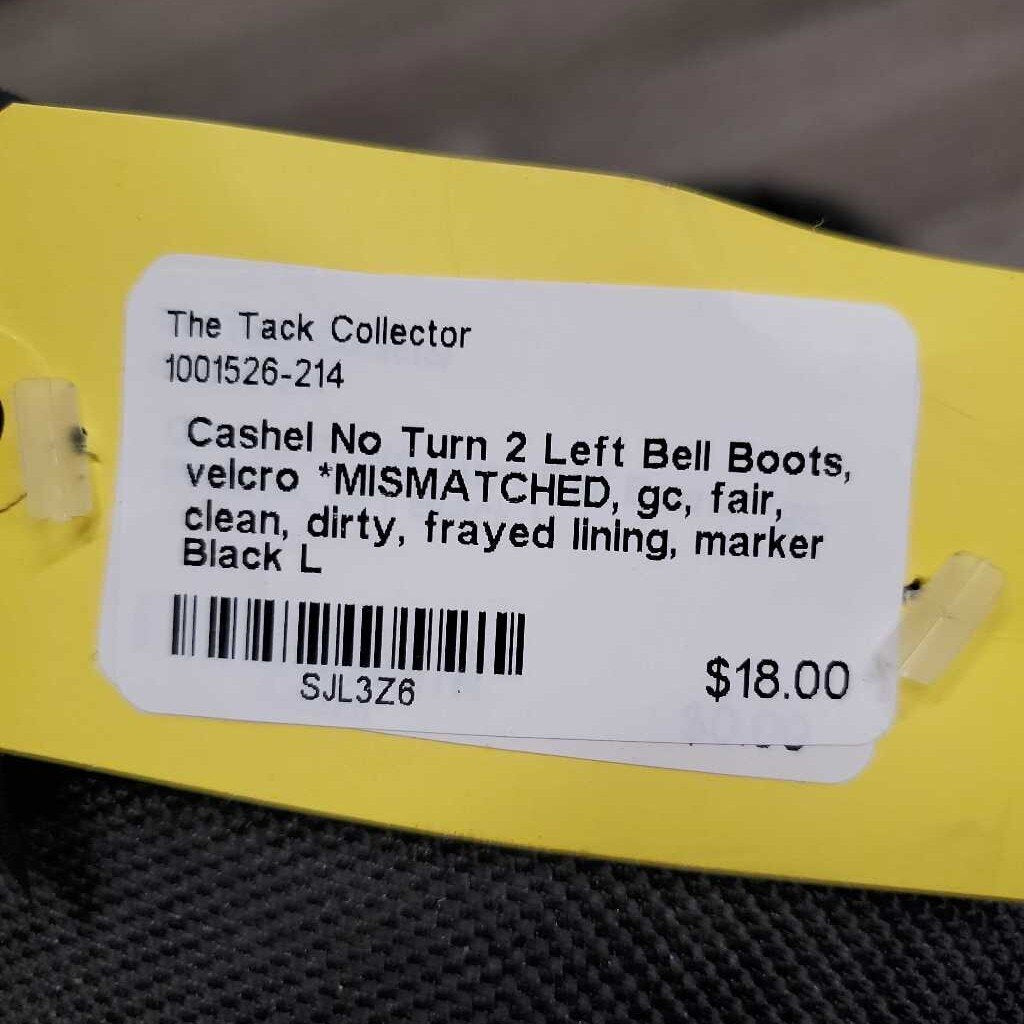 The Tack Collector
1001526-214
Cashel No Turn 2 Left Bell Boots,
velcro *MISMATCHED, gc, fair,
clean, dirty, frayed lining, marker
Black L
SJL3Z6
$18.00